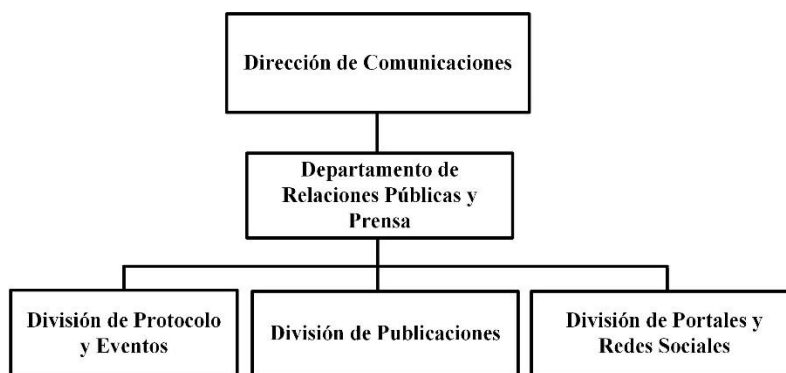 Dirección de Comunicaciones
Departamento de
Relaciones Públicas y
Prensa
División de Protocolo
y Eventos
División de Publicaciones
División de Portales y
Redes Sociales